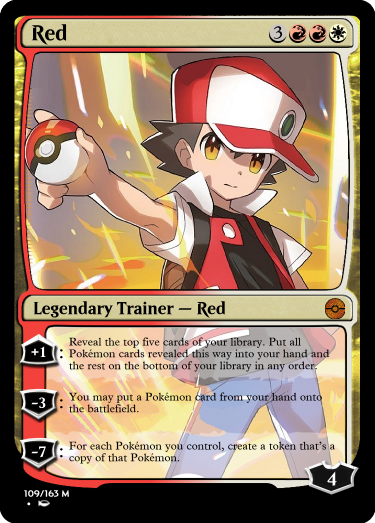 Red 3
Legendary Trainer — Red
+1: Reveal the top five cards of your library. Put all
Pokémon cards revealed this way into your hand and
the rest on the bottom of your library in any order.
-3: You may put a Pokémon card from your hand onto
the battlefield.
-7: For each Pokémon you control, create a token that's a
copy of that Pokémon.
4
109/163 M